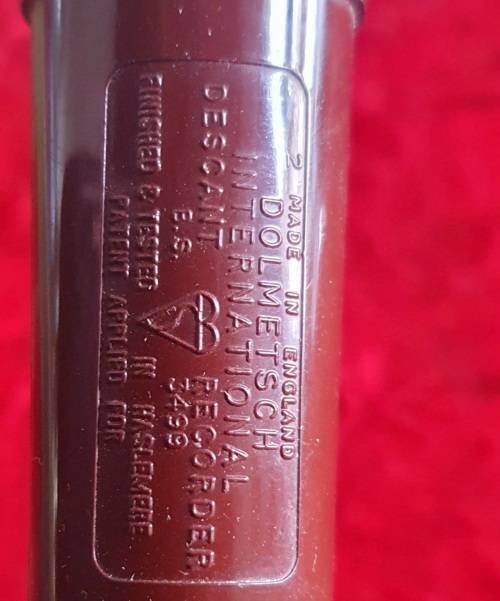 2 MADE IN ENGLAND
DOLMETSCH
INTERNATIONAL
DESCANT RECORDER
B.S. 3499
FINISHED & TESTED IN HASLEMERE
PATENT APPLIED FOR